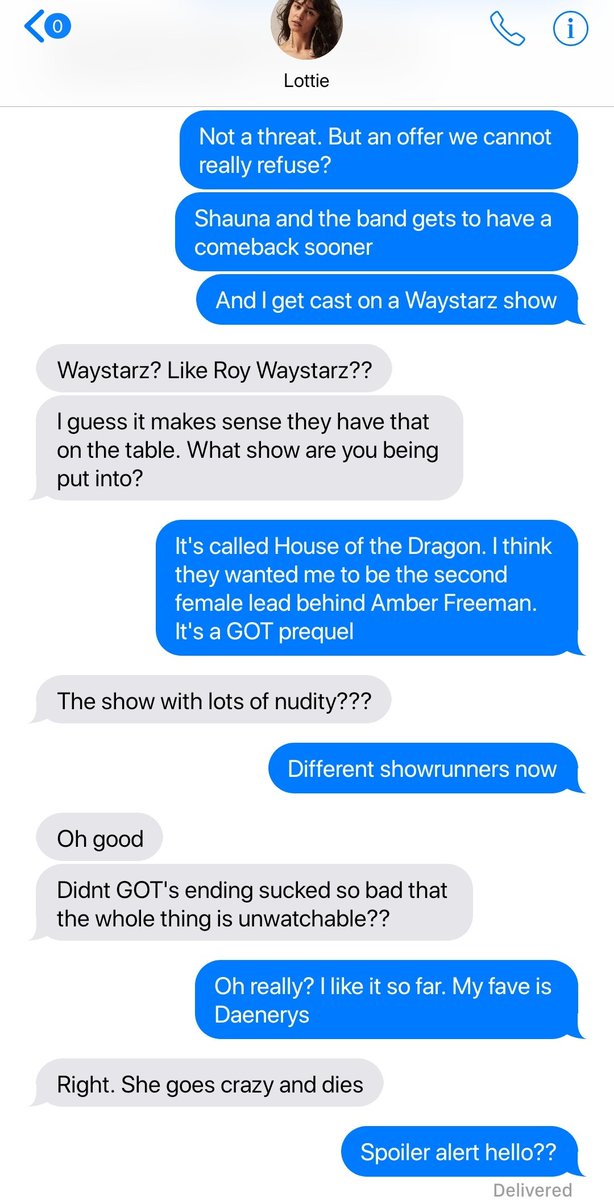 0
Lottie
Not a threat. But an offer we cannot
really refuse?
Shauna and the band gets to have a
comeback sooner
And I get cast on a Waystarz show
Waystarz? Like Roy Waystarz??
I guess it makes sense they have that
on the table. What show are you being
put into?
It's called House of the Dragon. I think
they wanted me to be the second
female lead behind Amber Freeman.
It's a GOT prequel
The show with lots of nudity???
Different showrunners now
Oh good
Didnt GOT's ending sucked so bad that
the whole thing is unwatchable??
Oh really? I like it so far. My fave is
Daenerys
Right. She goes crazy and dies
Spoiler alert hello??
Delivered